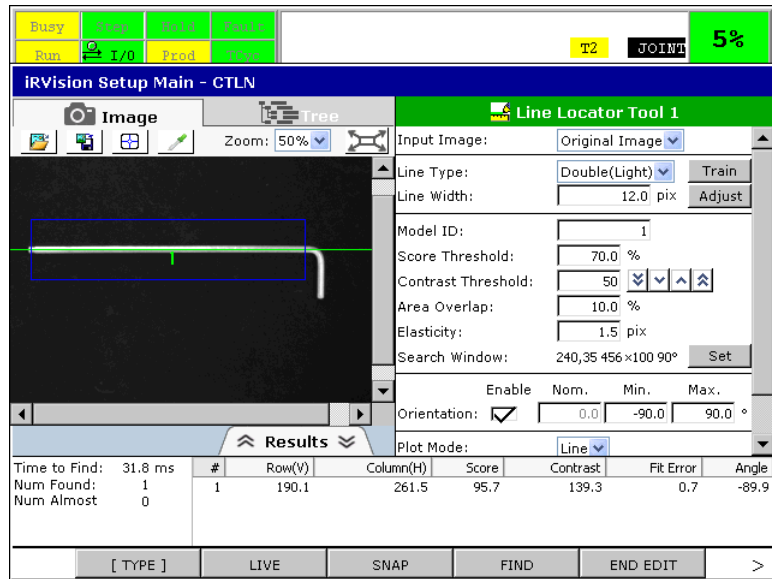 Busy Step Hold Fault
Run I/O Prod TCyc
T2 JOINT 5%
iRVision Setup Main - CTLN
Image Tree
Line Locator Tool 1
Zoom: 50%
Input Image: Original Image
Line Type: Double(Light) Train
Line Width: 12.0 pix Adjust
Model ID: 1
Score Threshold: 70.0 %
Contrast Threshold: 50
Area Overlap: 10.0 %
Elasticity: 1.5 pix
Search Window: 240,35 456×100 90° Set
Enable Nom. Min. Max.
Orientation: 0.0 -90.0 90.0 °
Plot Mode: Line
Results
Time to Find: 31.8 ms
Num Found: 1
Num Almost 0
# Row(V) Column(H) Score Contrast Fit Error Angle
1 190.1 261.5 95.7 139.3 0.7 -89.9
[ TYPE ] LIVE SNAP FIND END EDIT >